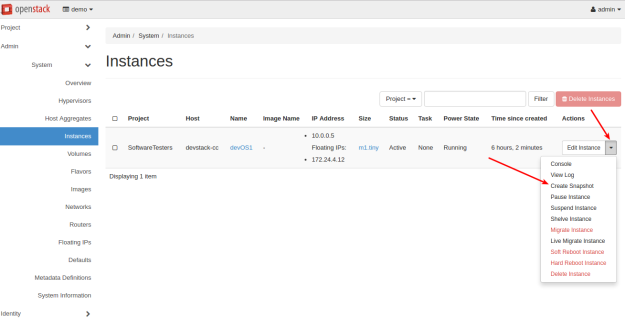 openstack demo admin
Project
Admin
System
Overview
Hypervisors
Host Aggregates
Instances
Volumes
Flavors
Images
Networks
Routers
Floating IPs
Defaults
Metadata Definitions
System Information
Identity
Admin / System / Instances
Instances
Project = Filter Delete Instances
Project Host Name Image Name IP Address Size Status Task Power State Time since created Actions
SoftwareTesters devstack-cc devOS1 - 10.0.0.5 m1.tiny Active None Running 6 hours, 2 minutes Edit Instance
Floating IPs:
172.24.4.12
Displaying 1 item
Console
View Log
Create Snapshot
Pause Instance
Suspend Instance
Shelve Instance
Migrate Instance
Live Migrate Instance
Soft Reboot Instance
Hard Reboot Instance
Delete Instance